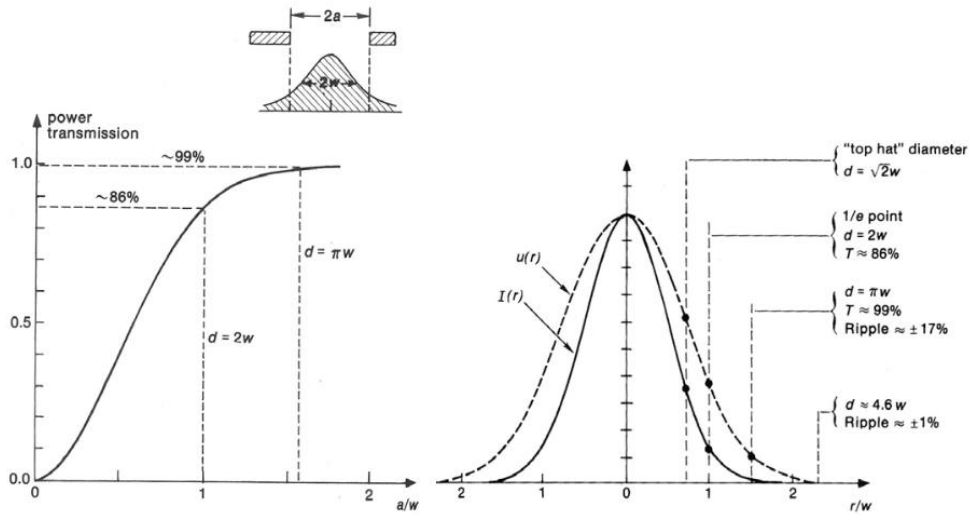 2a
2w
power
transmission
1.0
~99%
~86%
d = πw
0.5
d = 2w
0.0
0
1
2
a/w
u(r)
I(r)
2
1
0
1
2
r/w
"top hat" diameter
d = √2w
1/e point
d = 2w
T ≈ 86%
d = πw
T ≈ 99%
Ripple ≈ ±17%
d ≈ 4.6 w
Ripple ≈ ±1%